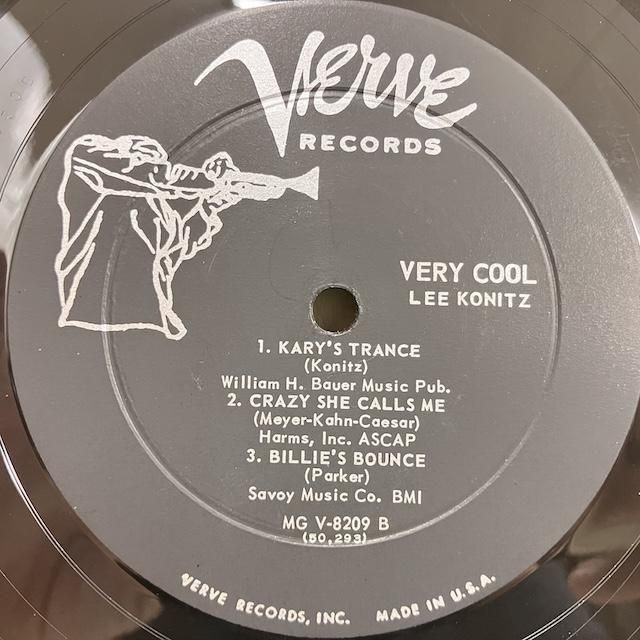 Verve
RECORDS
VERY COOL
LEE KONITZ
1. KARY'S TRANCE
(Konitz)
William H. Bauer Music Pub.
2. CRAZY SHE CALLS ME
(Meyer-Kahn-Caesar)
Harms, Inc. ASCAP
3. BILLIE'S BOUNCE
(Parker)
Savoy Music Co. BMI
MG V-8209 B
(50,293)
VERVE RECORDS, INC. MADE IN U.S.A.